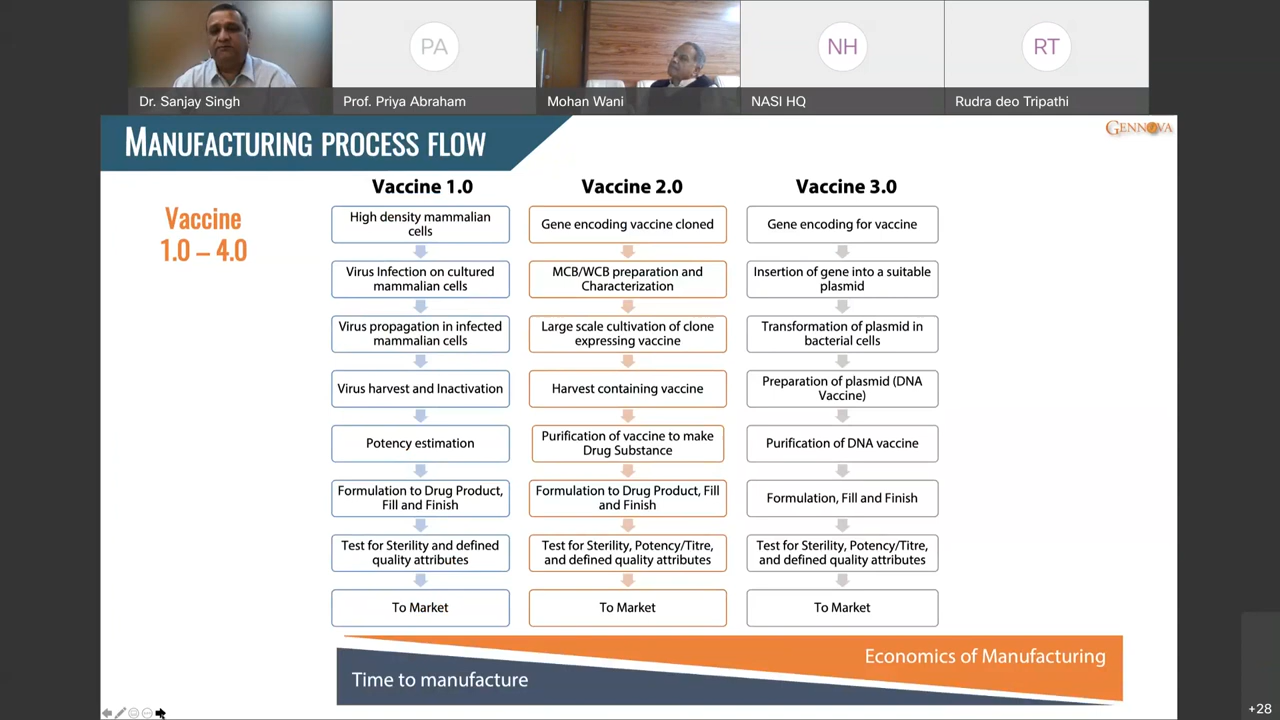 Dr. Sanjay Singh
PA
Prof. Priya Abraham
Mohan Wani
NH
NASI HQ
RT
Rudra deo Tripathi
MANUFACTURING PROCESS FLOW
GENNOVA
Vaccine
1.0 – 4.0
Vaccine 1.0
High density mammalian
cells
Virus Infection on cultured
mammalian cells
Virus propagation in infected
mammalian cells
Virus harvest and Inactivation
Potency estimation
Formulation to Drug Product,
Fill and Finish
Test for Sterility and defined
quality attributes
To Market
Vaccine 2.0
Gene encoding vaccine cloned
MCB/WCB preparation and
Characterization
Large scale cultivation of clone
expressing vaccine
Harvest containing vaccine
Purification of vaccine to make
Drug Substance
Formulation to Drug Product, Fill
and Finish
Test for Sterility, Potency/Titre,
and defined quality attributes
To Market
Vaccine 3.0
Gene encoding for vaccine
Insertion of gene into a suitable
plasmid
Transformation of plasmid in
bacterial cells
Preparation of plasmid (DNA
Vaccine)
Purification of DNA vaccine
Formulation, Fill and Finish
Test for Sterility, Potency/Titre,
and defined quality attributes
To Market
Economics of Manufacturing
Time to manufacture
+28